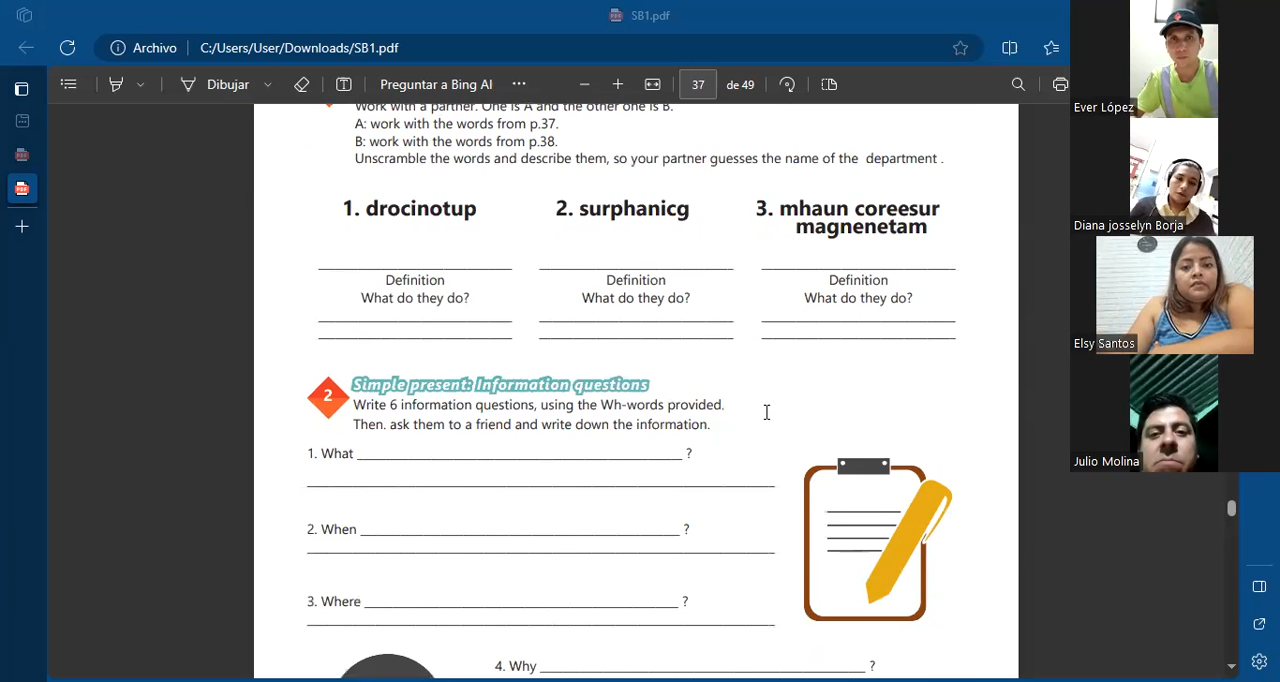 SB1.pdf
Archivo
C:/Users/User/Downloads/SB1.pdf
Dibujar
Preguntar a Bing AI
37
de 49
Work with a partner. One is A and the other one is B.
A: work with the words from p.37.
B: work with the words from p.38.
Unscramble the words and describe them, so your partner guesses the name of the department .
1. drocinotup
2. surphanicg
3. mhaun coreesur
magnenetam
Definition
What do they do?
Definition
What do they do?
Definition
What do they do?
2
Simple present: Information questions
Write 6 information questions, using the Wh-words provided.
Then. ask them to a friend and write down the information.
1. What ?
2. When ?
3. Where ?
4. Why ?
Ever López
Diana josselyn Borja
Elsy Santos
Julio Molina